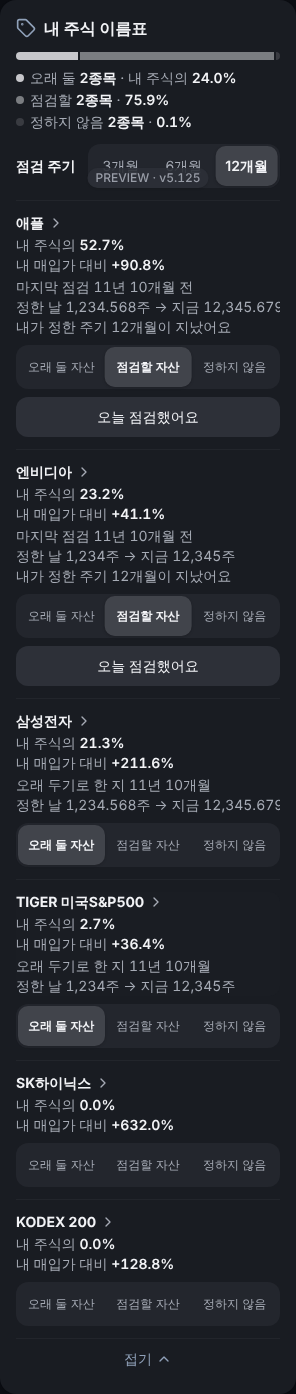 내 주식 이름표
오래 둘 2종목 · 내 주식의 24.0%
점검할 2종목 · 75.9%
정하지 않음 2종목 · 0.1%
점검 주기 3개월 6개월 12개월
PREVIEW · v5.125
애플
내 주식의 52.7%
내 매입가 대비 +90.8%
마지막 점검 11년 10개월 전
정한 날 1,234.568주 → 지금 12,345.679
내가 정한 주기 12개월이 지났어요
오래 둘 자산 점검할 자산 정하지 않음
오늘 점검했어요
엔비디아
내 주식의 23.2%
내 매입가 대비 +41.1%
마지막 점검 11년 10개월 전
정한 날 1,234주 → 지금 12,345주
내가 정한 주기 12개월이 지났어요
오래 둘 자산 점검할 자산 정하지 않음
오늘 점검했어요
삼성전자
내 주식의 21.3%
내 매입가 대비 +211.6%
오래 두기로 한 지 11년 10개월
정한 날 1,234.568주 → 지금 12,345.679
오래 둘 자산 점검할 자산 정하지 않음
TIGER 미국S&P500
내 주식의 2.7%
내 매입가 대비 +36.4%
오래 두기로 한 지 11년 10개월
정한 날 1,234주 → 지금 12,345주
오래 둘 자산 점검할 자산 정하지 않음
SK하이닉스
내 주식의 0.0%
내 매입가 대비 +632.0%
오래 둘 자산 점검할 자산 정하지 않음
KODEX 200
내 주식의 0.0%
내 매입가 대비 +128.8%
오래 둘 자산 점검할 자산 정하지 않음
접기